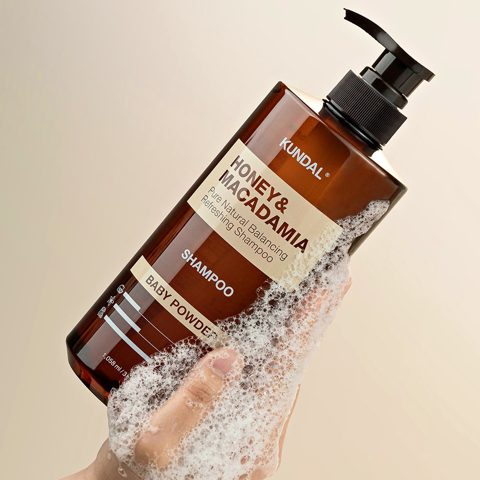 KUNDAL®
HONEY&
MACADAMIA
Pure Natural Balancing
Refreshing Shampoo
SHAMPOO
BABY POWDER